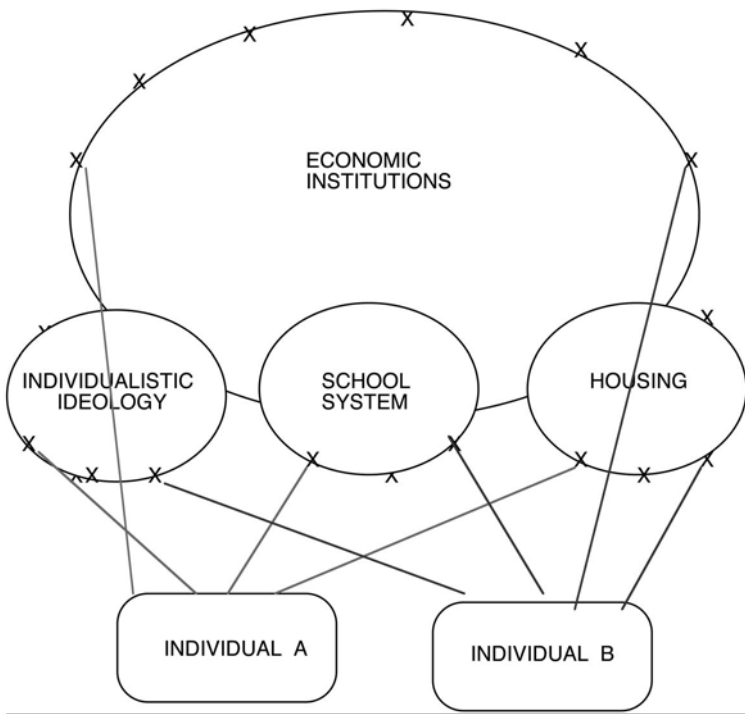 X
X X
X
X X
ECONOMIC
INSTITUTIONS
X X
INDIVIDUALISTIC
IDEOLOGY
SCHOOL
SYSTEM
HOUSING
X X X X X
X X X X X
INDIVIDUAL A
INDIVIDUAL B